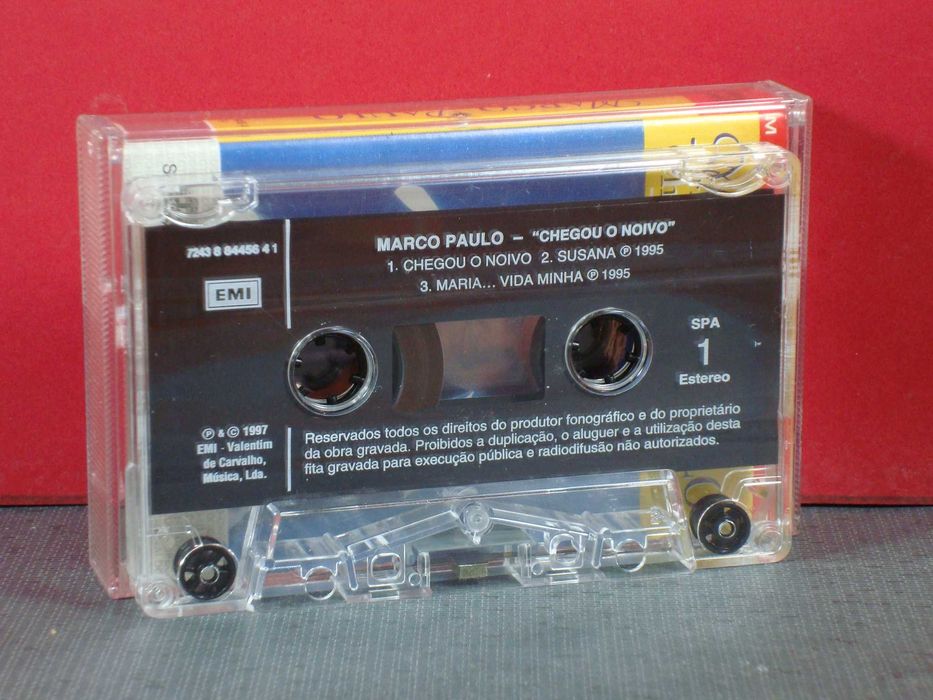 MARCO PAULO
M
S
7243 8 84456 4 1
EMI
MARCO PAULO – "CHEGOU O NOIVO"
1. CHEGOU O NOIVO 2. SUSANA ℗ 1995
3. MARIA... VIDA MINHA ℗ 1995
SPA
1
Estereo
℗ & © 1997
EMI - Valentim
de Carvalho,
Música, Lda.
Reservados todos os direitos do produtor fonográfico e do proprietário
da obra gravada. Proibidos a duplicação, o aluguer e a utilização desta
fita gravada para execução pública e radiodifusão não autorizados.